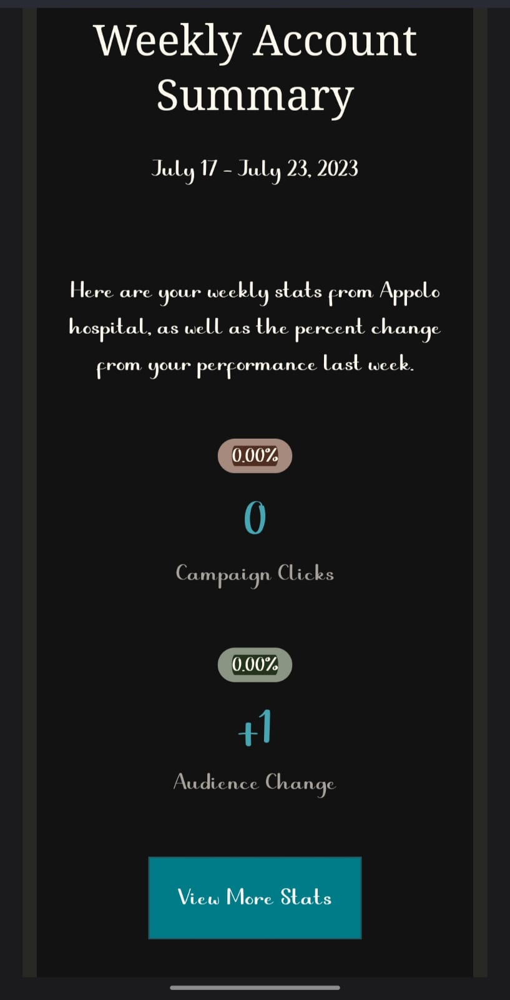 Weekly Account
Summary
July 17 - July 23, 2023
Here are your weekly stats from Appolo
hospital, as well as the percent change
from your performance last week.
0.00%
0
Campaign Clicks
0.00%
+1
Audience Change
View More Stats